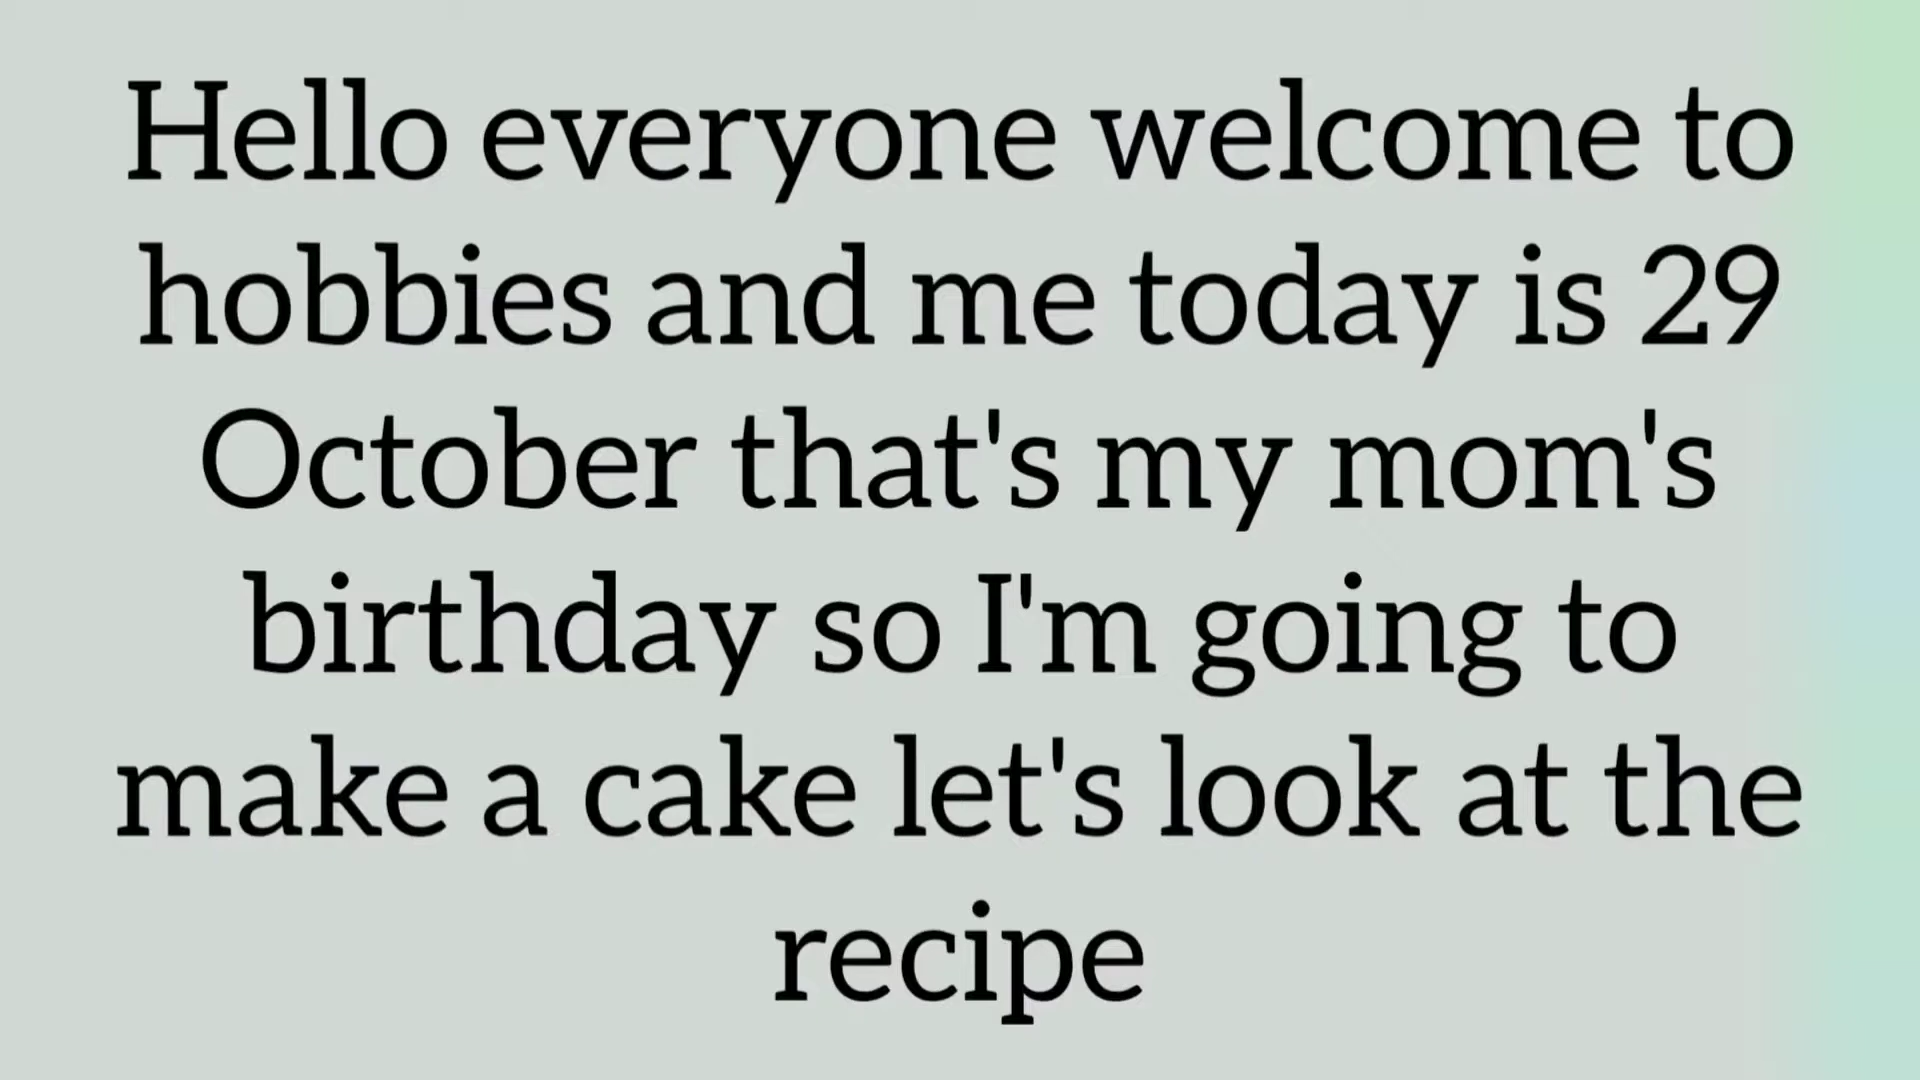 Hello everyone welcome to
hobbies and me today is 29
October that's my mom's
birthday so I'm going to
make a cake let's look at the
recipe